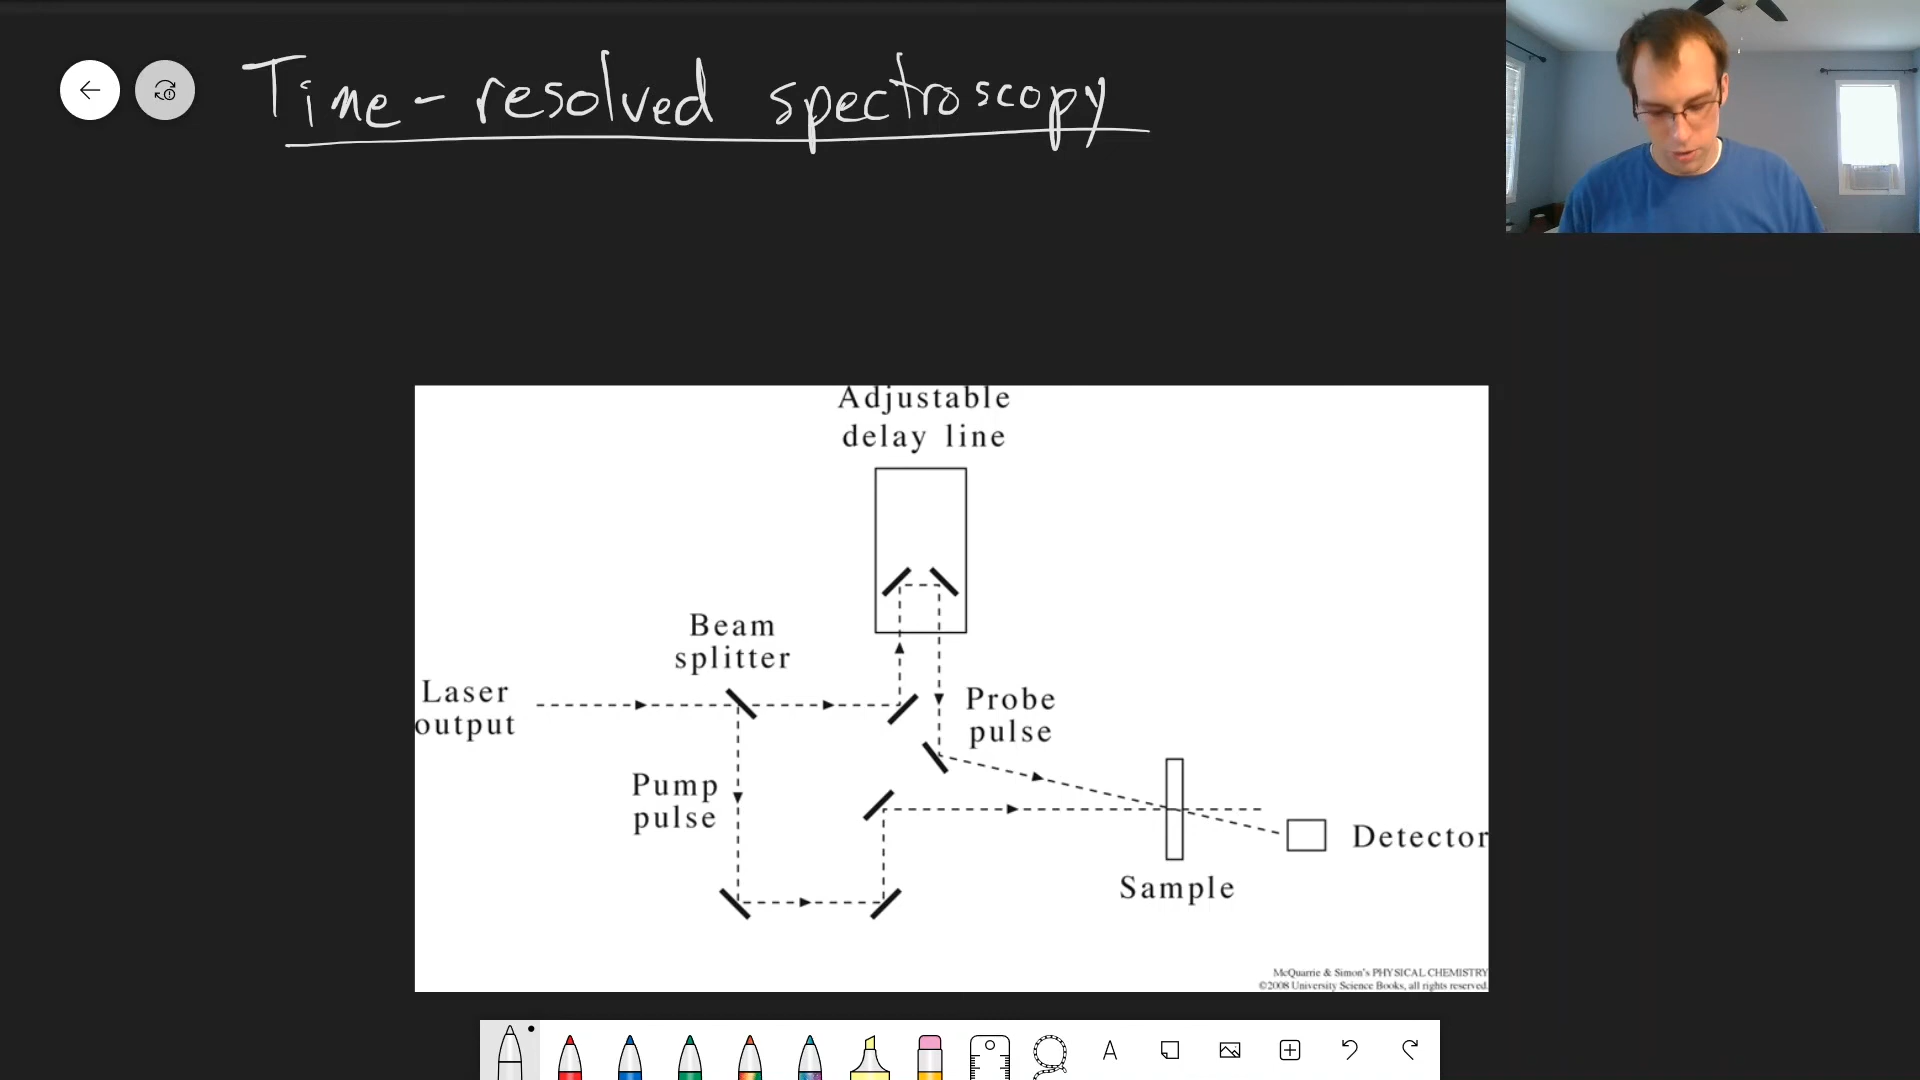 Time-resolved spectroscopy
Adjustable
delay line
Beam
splitter
Laser
output
Probe
pulse
Pump
pulse
Detector
Sample
McQuarrie & Simon's PHYSICAL CHEMISTRY
©2008 University Science Books, all rights reserved.
A